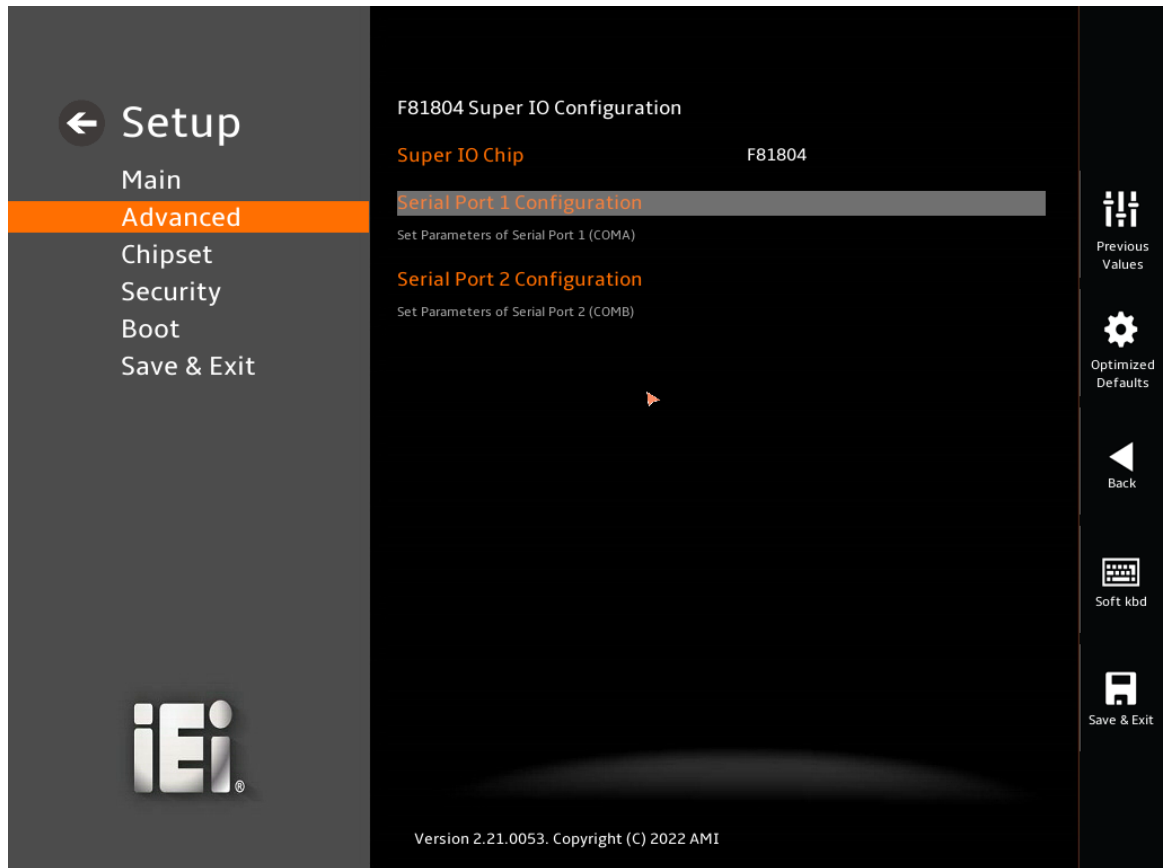 Setup
Main
Advanced
Chipset
Security
Boot
Save & Exit
iEi®
F81804 Super IO Configuration
Super IO Chip F81804
Serial Port 1 Configuration
Set Parameters of Serial Port 1 (COMA)
Serial Port 2 Configuration
Set Parameters of Serial Port 2 (COMB)
Version 2.21.0053. Copyright (C) 2022 AMI
Previous
Values
Optimized
Defaults
Back
Soft kbd
Save & Exit